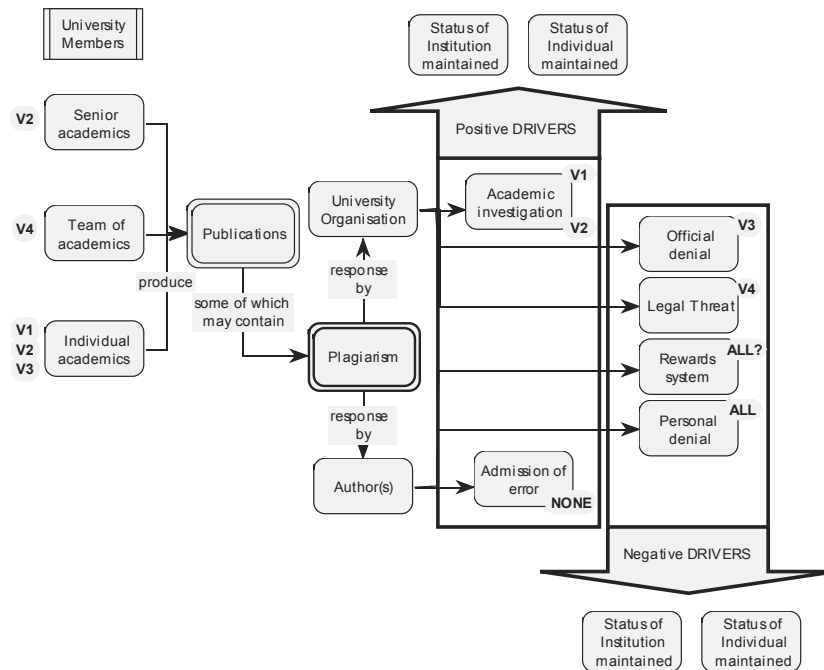 University
Members
Status of
Institution
maintained
Status of
Individual
maintained
Positive DRIVERS
V2
Senior
academics
V4
Team of
academics
V1
V2
V3
Individual
academics
produce
Publications
some of which
may contain
University
Organisation
response
by
Plagiarism
response
by
Author(s)
Academic
investigation
V1
V2
Official
denial
V3
Legal Threat
V4
Rewards
system
ALL?
Personal
denial
ALL
Admission of
error
NONE
Negative DRIVERS
Status of
Institution
maintained
Status of
Individual
maintained